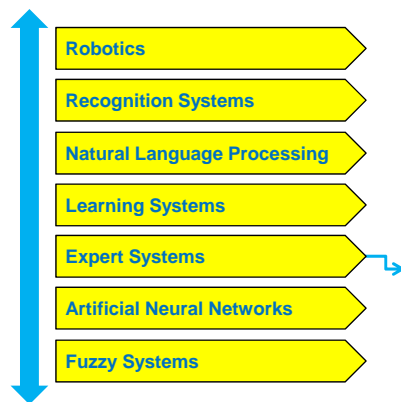 Robotics
Recognition Systems
Natural Language Processing
Learning Systems
Expert Systems
Artificial Neural Networks
Fuzzy Systems